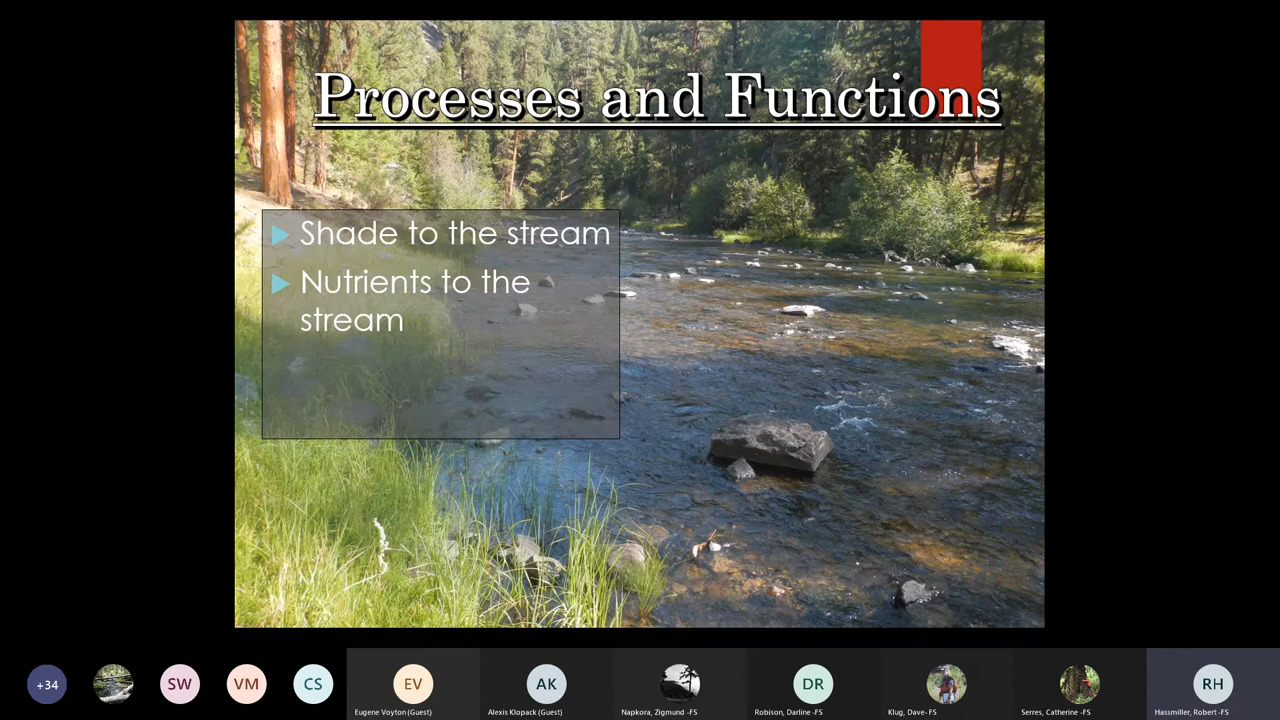 Processes and Functions
Shade to the stream
Nutrients to the
stream
+34
SW
VM
CS
EV
AK
DR
RH
Eugene Voyton (Guest)
Alexis Klopack (Guest)
Napkora, Zigmund -FS
Robison, Darline -FS
Klug, Dave- FS
Serres, Catherine -FS
Hassmiller, Robert -FS